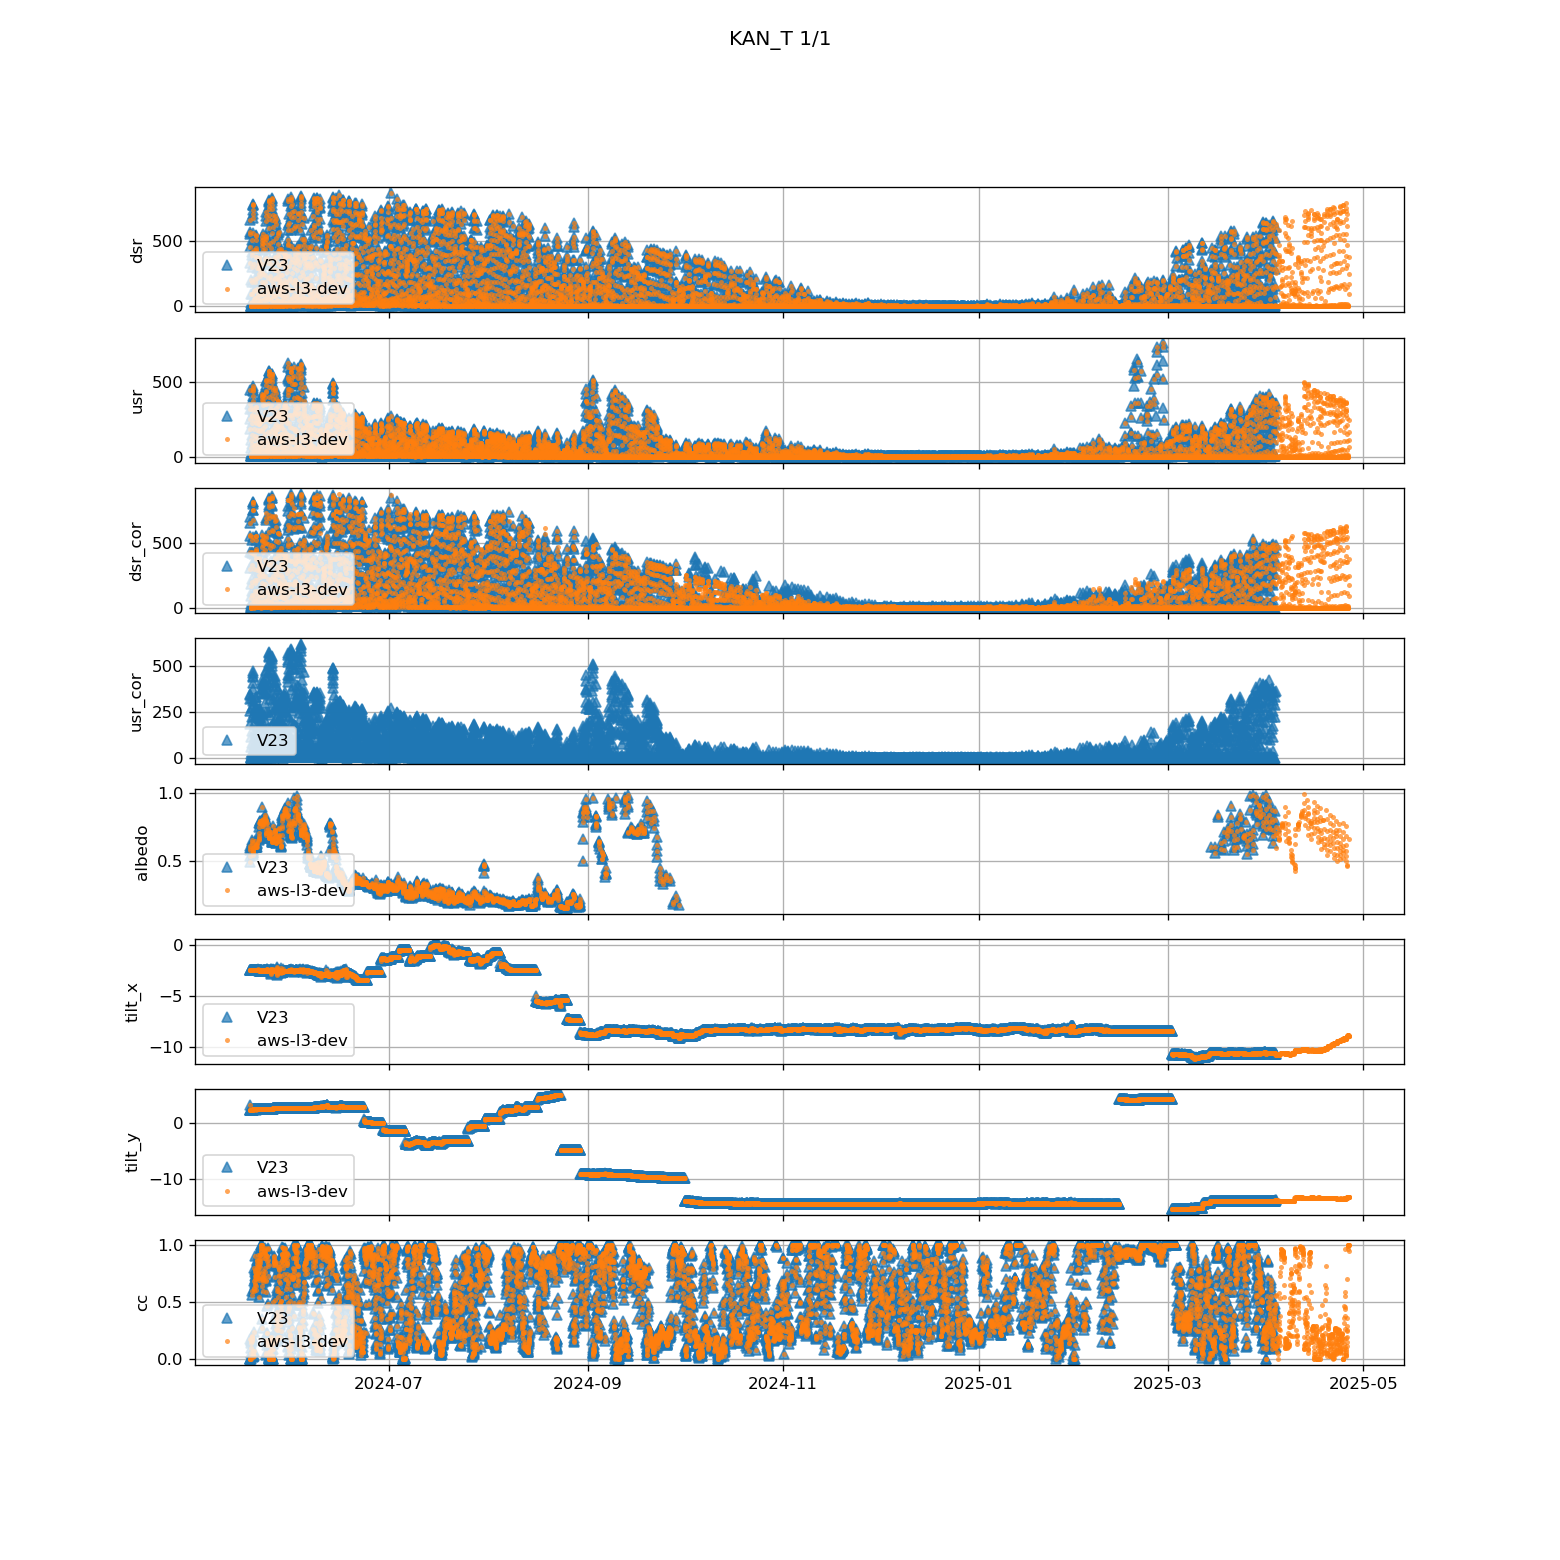 KAN_T 1/1
dsr
500
0
V23
aws-l3-dev
usr
500
0
V23
aws-l3-dev
dsr_cor
500
0
V23
aws-l3-dev
usr_cor
500
250
0
V23
albedo
1.0
0.5
V23
aws-l3-dev
tilt_x
0
−5
−10
V23
aws-l3-dev
tilt_y
0
−10
V23
aws-l3-dev
cc
1.0
0.5
0.0
V23
aws-l3-dev
2024-07 2024-09 2024-11 2025-01 2025-03 2025-05